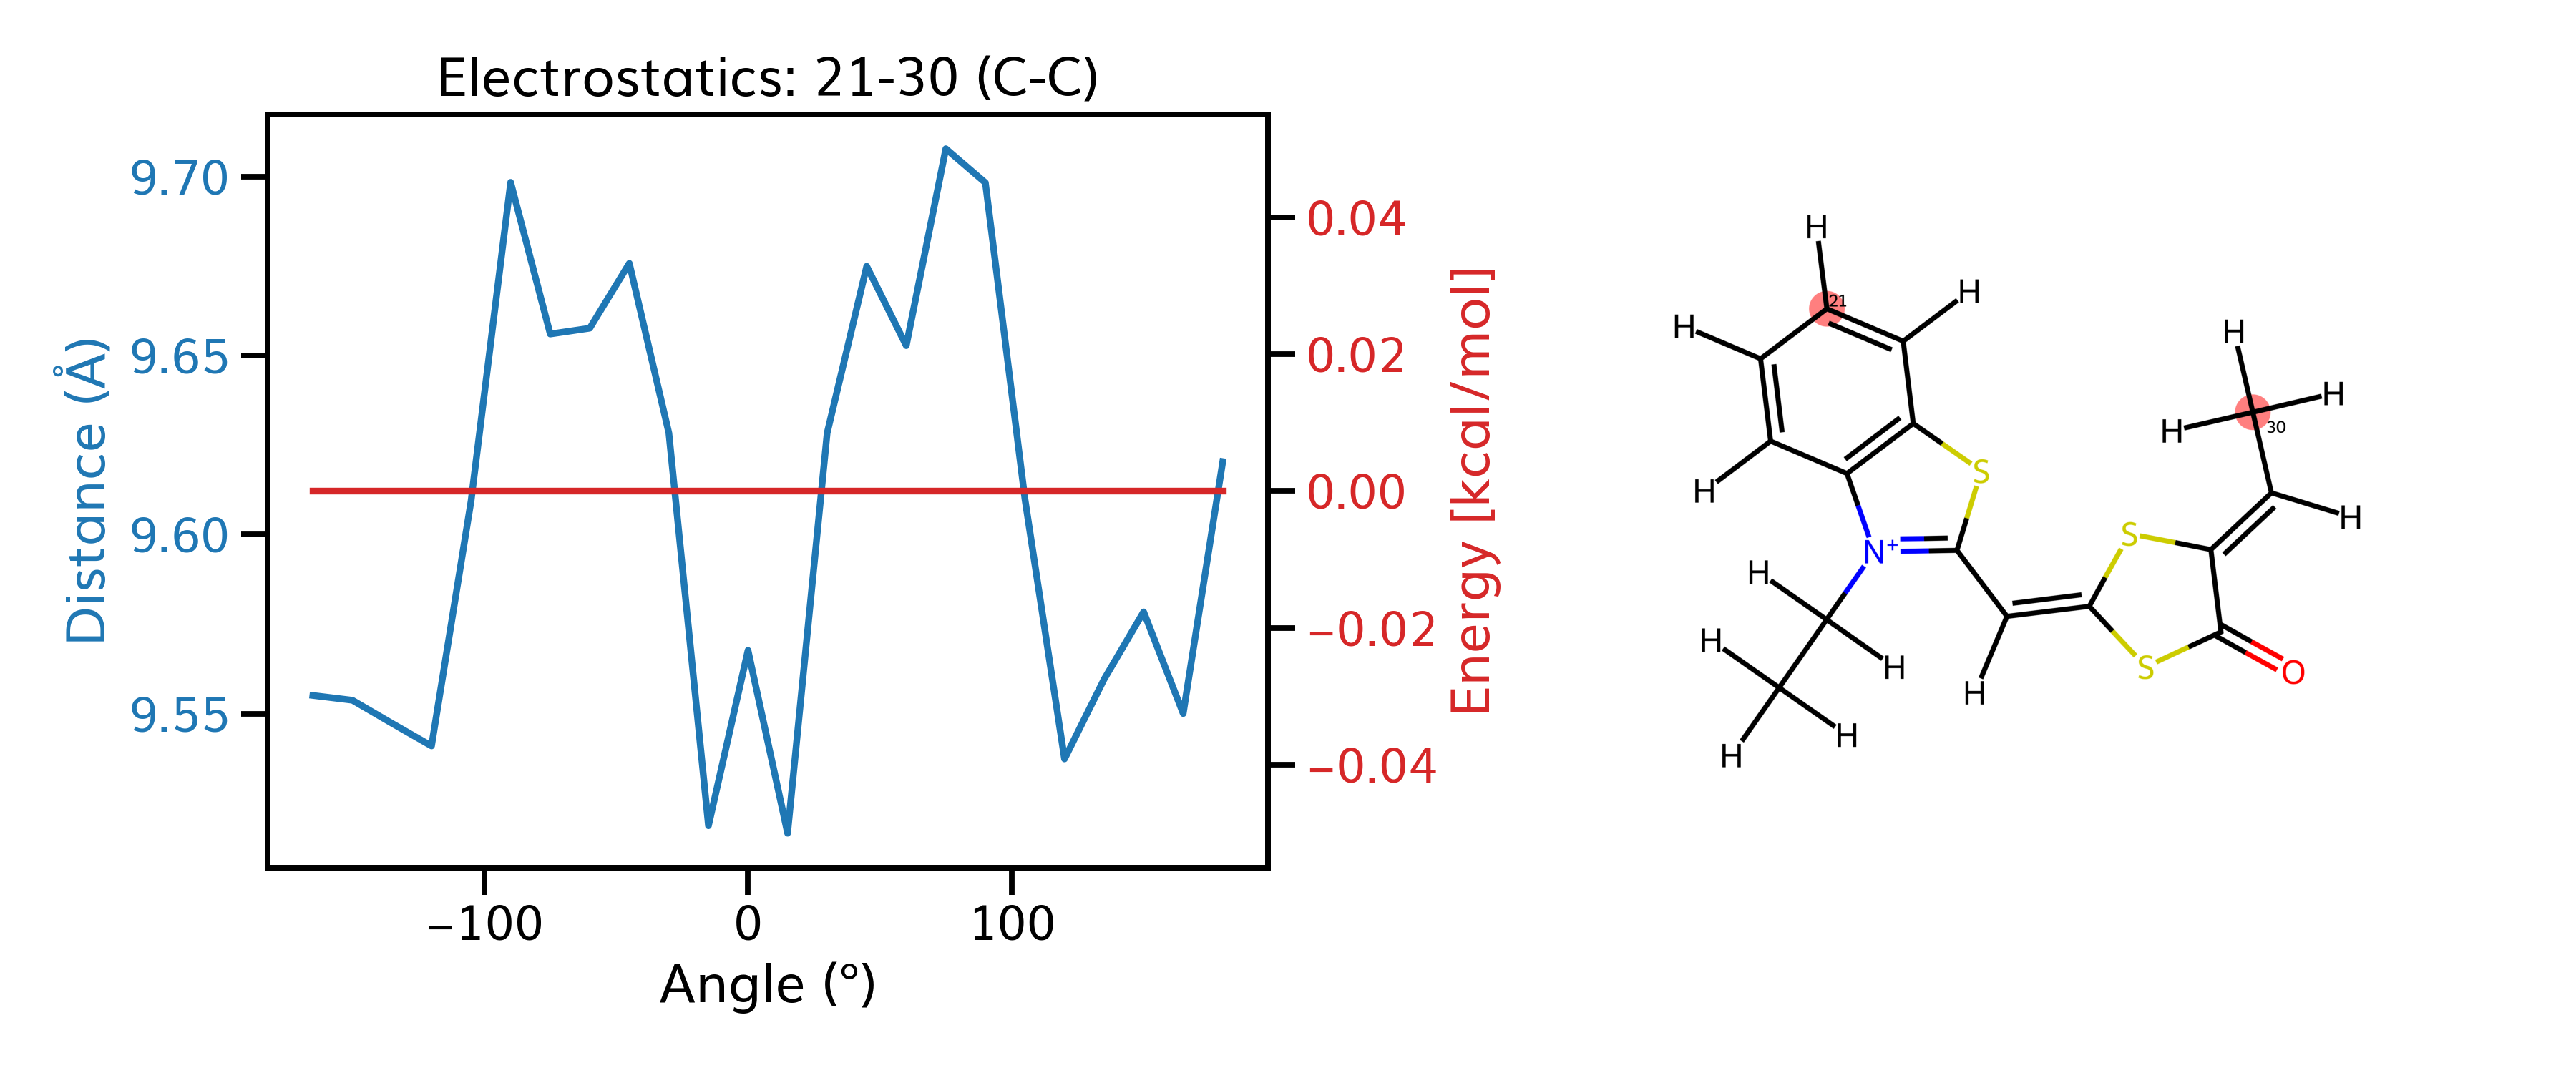 Electrostatics: 21-30 (C-C)
9.70
9.65
9.60
9.55
Distance (Å)
0.04
0.02
0.00
−0.02
−0.04
Energy [kcal/mol]
−100
0
100
Angle (°)
H
21
H
H
H
H
H
H
30
S
H
H
S
N+
H
H
H
S
O
H
H
H